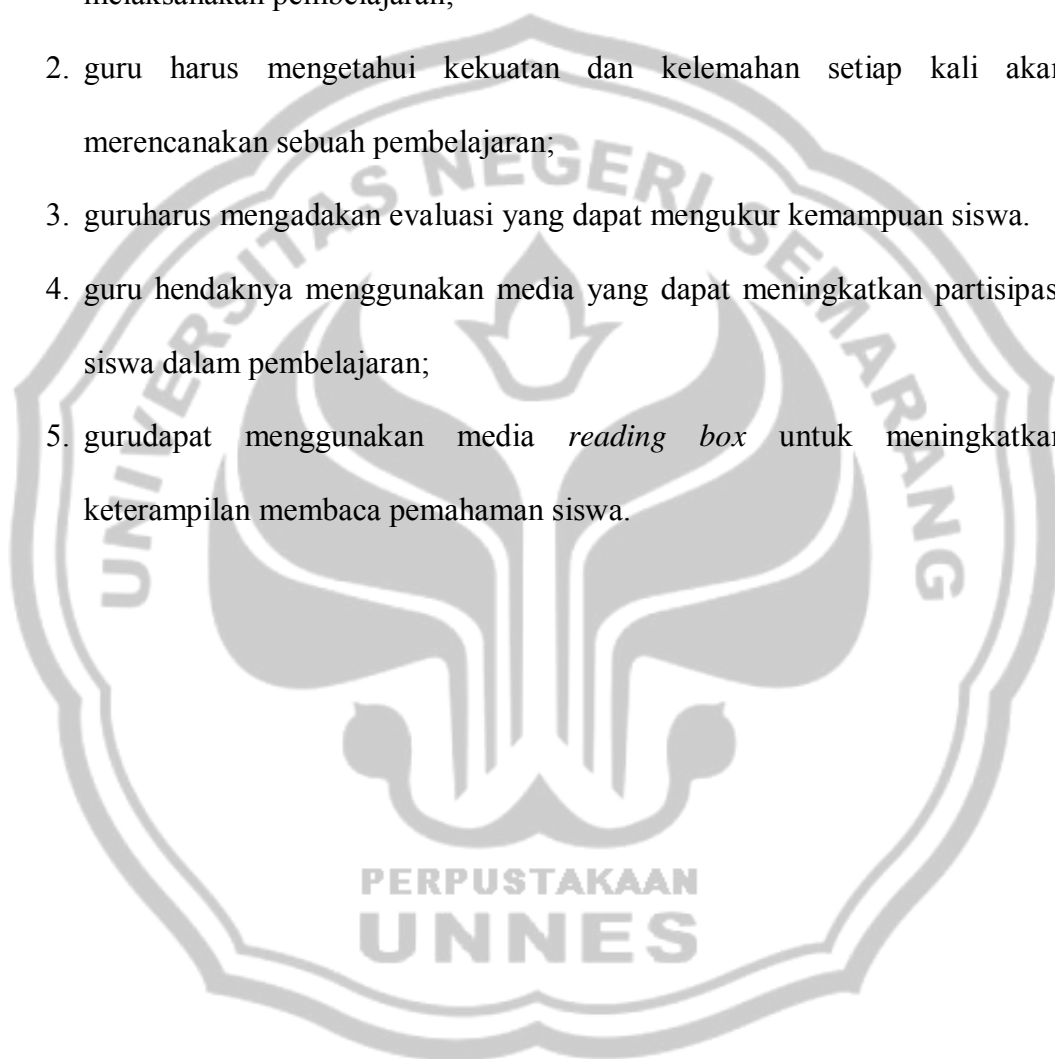 melaksanakan pembelajaran;
2. guru harus mengetahui kekuatan dan kelemahan setiap kali akan
merencanakan sebuah pembelajaran;
3. guruharus mengadakan evaluasi yang dapat mengukur kemampuan siswa.
4. guru hendaknya menggunakan media yang dapat meningkatkan partisipasi
siswa dalam pembelajaran;
5. gurudapat menggunakan media reading box untuk meningkatkan
keterampilan membaca pemahaman siswa.
UNIVERSITAS NEGERI SEMARANG
PERPUSTAKAAN
UNNES